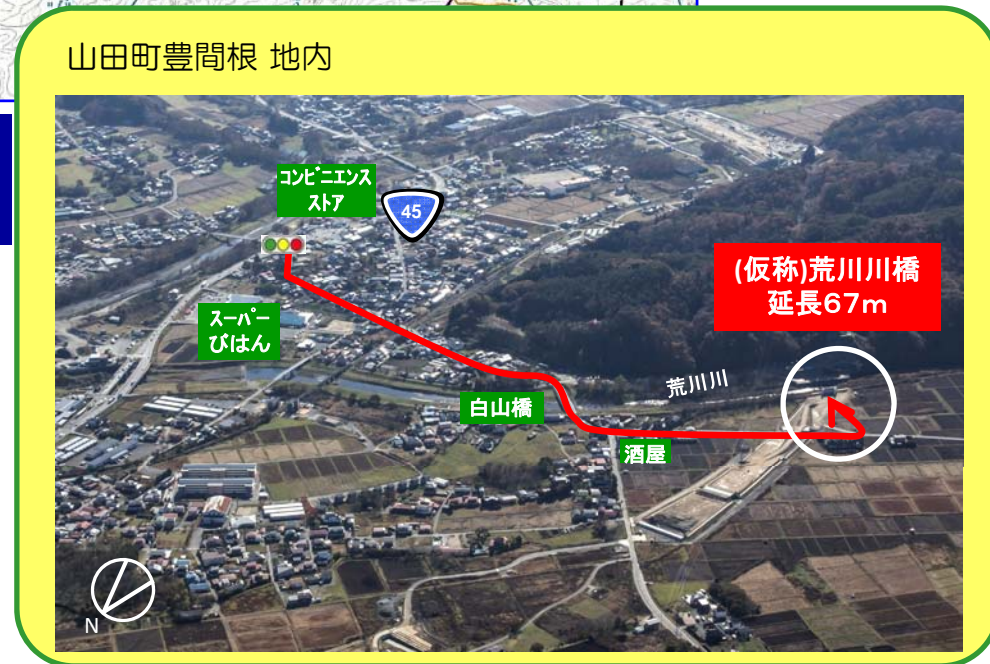 山田町豊間根 地内
コンビニエンス
ストア
45
(仮称)荒川川橋
延長67m
スーパー
びはん
荒川川
白山橋
酒屋
N